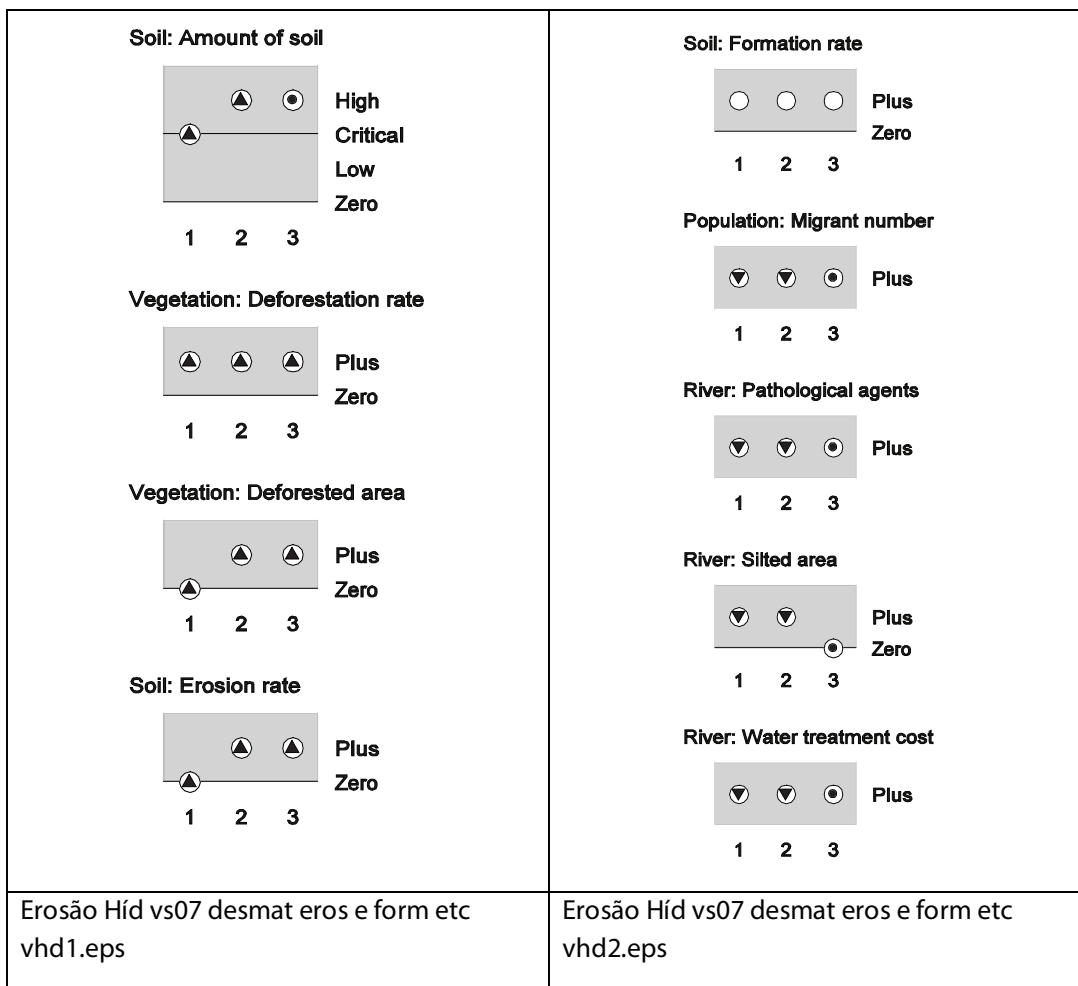 Soil: Amount of soil
High
Critical
Low
Zero
1 2 3
Vegetation: Deforestation rate
Plus
Zero
1 2 3
Vegetation: Deforested area
Plus
Zero
1 2 3
Soil: Erosion rate
Plus
Zero
1 2 3
Erosão Híd vs07 desmat eros e form etc
vhd1.eps
Soil: Formation rate
Plus
Zero
1 2 3
Population: Migrant number
Plus
1 2 3
River: Pathological agents
Plus
1 2 3
River: Silted area
Plus
Zero
1 2 3
River: Water treatment cost
Plus
1 2 3
Erosão Híd vs07 desmat eros e form etc
vhd2.eps